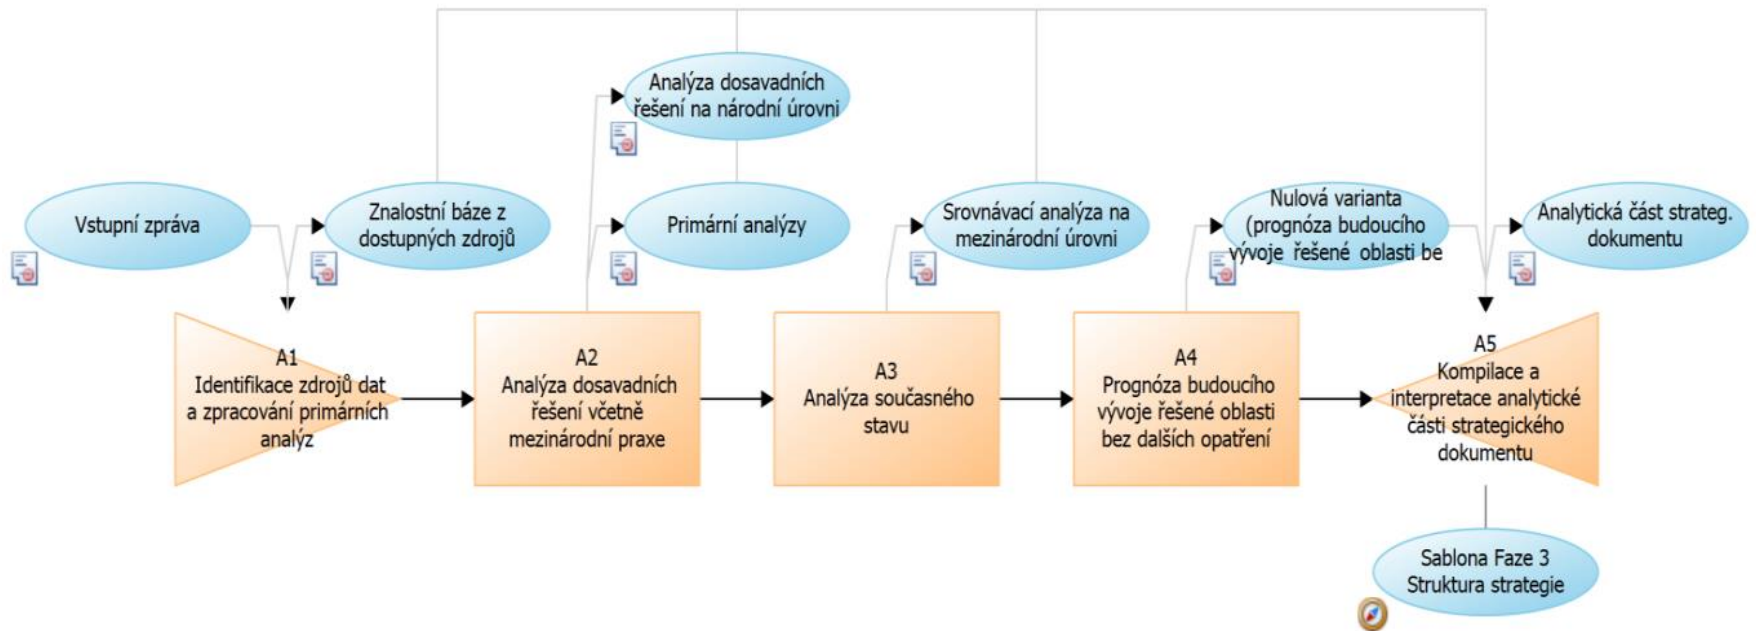 Analýza dosavadních
řešení na národní úrovni
Vstupní zpráva
Znalostní báze z
dostupných zdrojů
Primární analýzy
Srovnávací analýza na
mezinárodní úrovni
Nulová varianta
(prognóza budoucího
vývoje řešené oblasti be
Analytická část strateg.
dokumentu
A1
Identifikace zdrojů dat
a zpracování primárních
analýz
A2
Analýza dosavadních
řešení včetně
mezinárodní praxe
A3
Analýza současného
stavu
A4
Prognóza budoucího
vývoje řešené oblasti
bez dalších opatření
A5
Kompilace a
interpretace analytické
části strategického
dokumentu
Sablona Faze 3
Struktura strategie